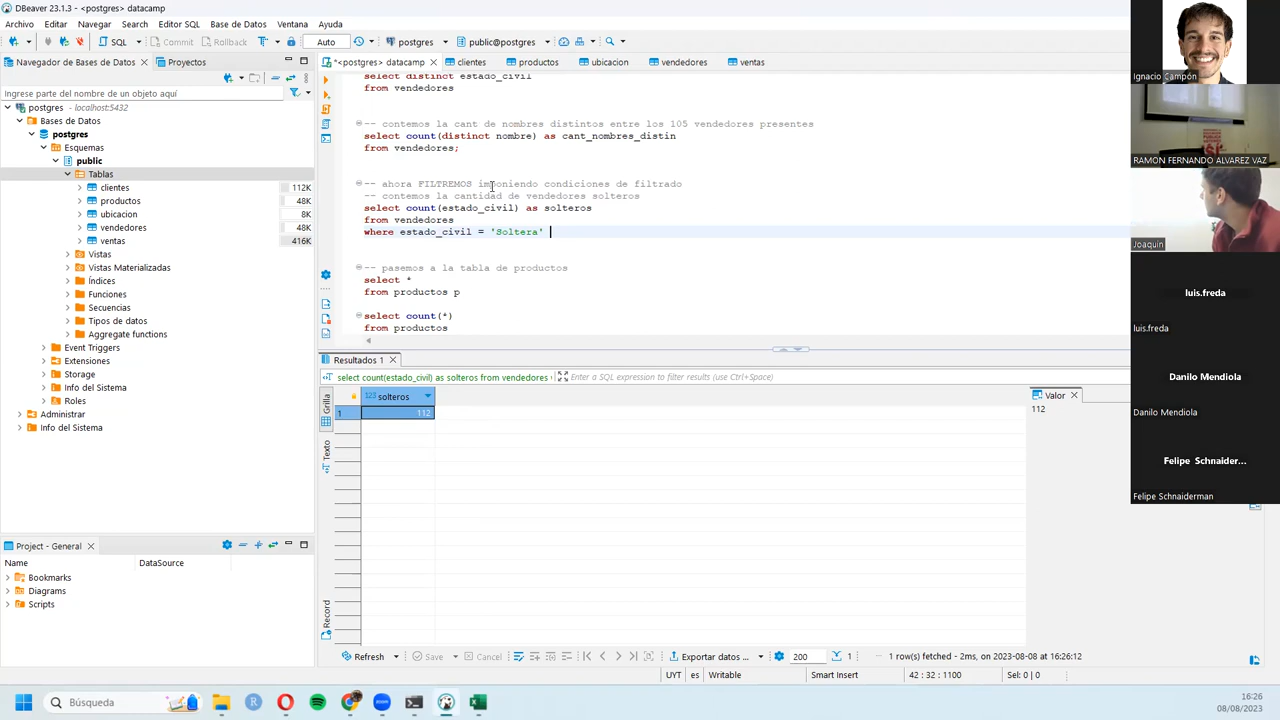 DBeaver 23.1.3 - <postgres> datacamp
Archivo Editar Navegar Search Editor SQL Base de Datos Ventana Ayuda
SQL Commit Rollback Auto postgres public@postgres
Navegador de Bases de Datos Proyectos
*<postgres> datacamp clientes productos ubicacion vendedores ventas
Ingrese parte del nombre de un objeto aquí
postgres - localhost:5432
Bases de Datos
postgres
Esquemas
public
Tablas
clientes 112K
productos 48K
ubicacion 8K
vendedores 48K
ventas 416K
Vistas
Vistas Materializadas
Índices
Funciones
Secuencias
Tipos de datos
Aggregate functions
Event Triggers
Extensiones
Storage
Info del Sistema
Roles
Administrar
Info del Sistema
Project - General
Name DataSource
Bookmarks
Diagrams
Scripts
select distinct estado_civil
from vendedores
-- contemos la cant de nombres distintos entre los 105 vendedores presentes
select count(distinct nombre) as cant_nombres_distin
from vendedores;
-- ahora FILTREMOS imponiendo condiciones de filtrado
-- contemos la cantidad de vendedores solteros
select count(estado_civil) as solteros
from vendedores
where estado_civil = 'Soltera'
-- pasemos a la tabla de productos
select *
from productos p
select count(*)
from productos
Resultados 1
select count(estado_civil) as solteros from vendedores Enter a SQL expression to filter results (use Ctrl+Space)
Grilla
Texto
Record
123 solteros
1 112
Valor
112
Refresh Save Cancel Exportar datos ... 200 1 1 row(s) fetched - 2ms, on 2023-08-08 at 16:26:12
UYT es Writable Smart Insert 42 : 32 : 1100 Sel: 0 | 0
Búsqueda
16:26
08/08/2023
Ignacio Campón
RAMON FERNANDO ALVAREZ VAZ
Joaquin
luis.freda
luis.freda
Danilo Mendiola
Danilo Mendiola
Felipe Schnaider...
Felipe Schnaiderman